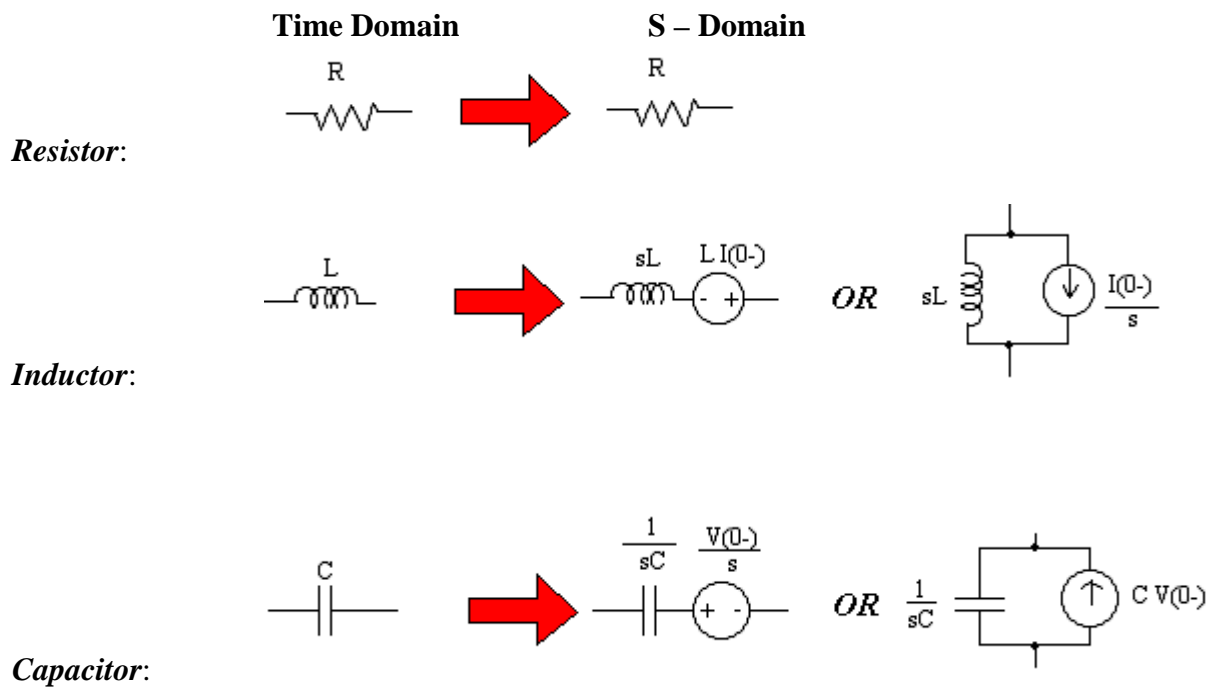 Time Domain S – Domain
R R
Resistor:
L sL L I(0-) OR sL I(0-)
s
Inductor:
1 V(0-)
sC s
C OR 1 C V(0-)
sC
Capacitor: